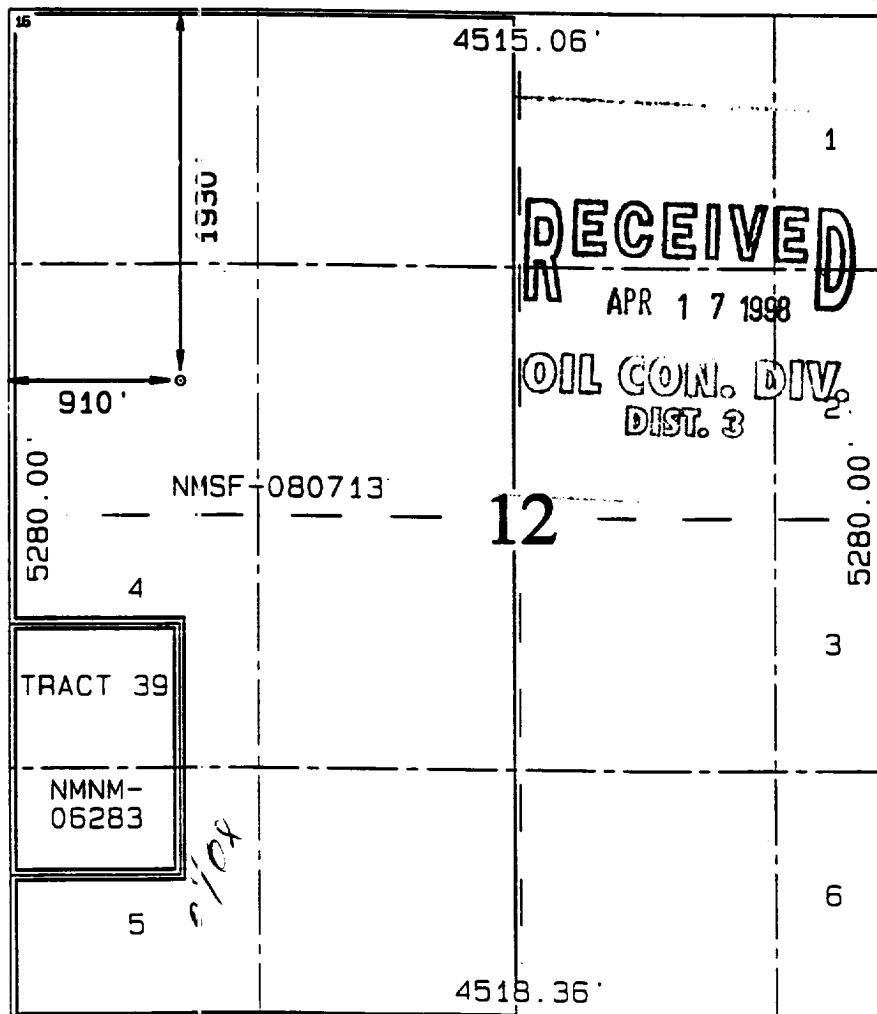 16
4515.06'
1
1930'
RECEIVED
APR 17 1998
910'
OIL CON. DIV.
DIST. 3
2
NMSF-080713
12
5280.00'
5280.00'
4
3
TRACT 39
NMNM-
06283
6
5
4518.36'